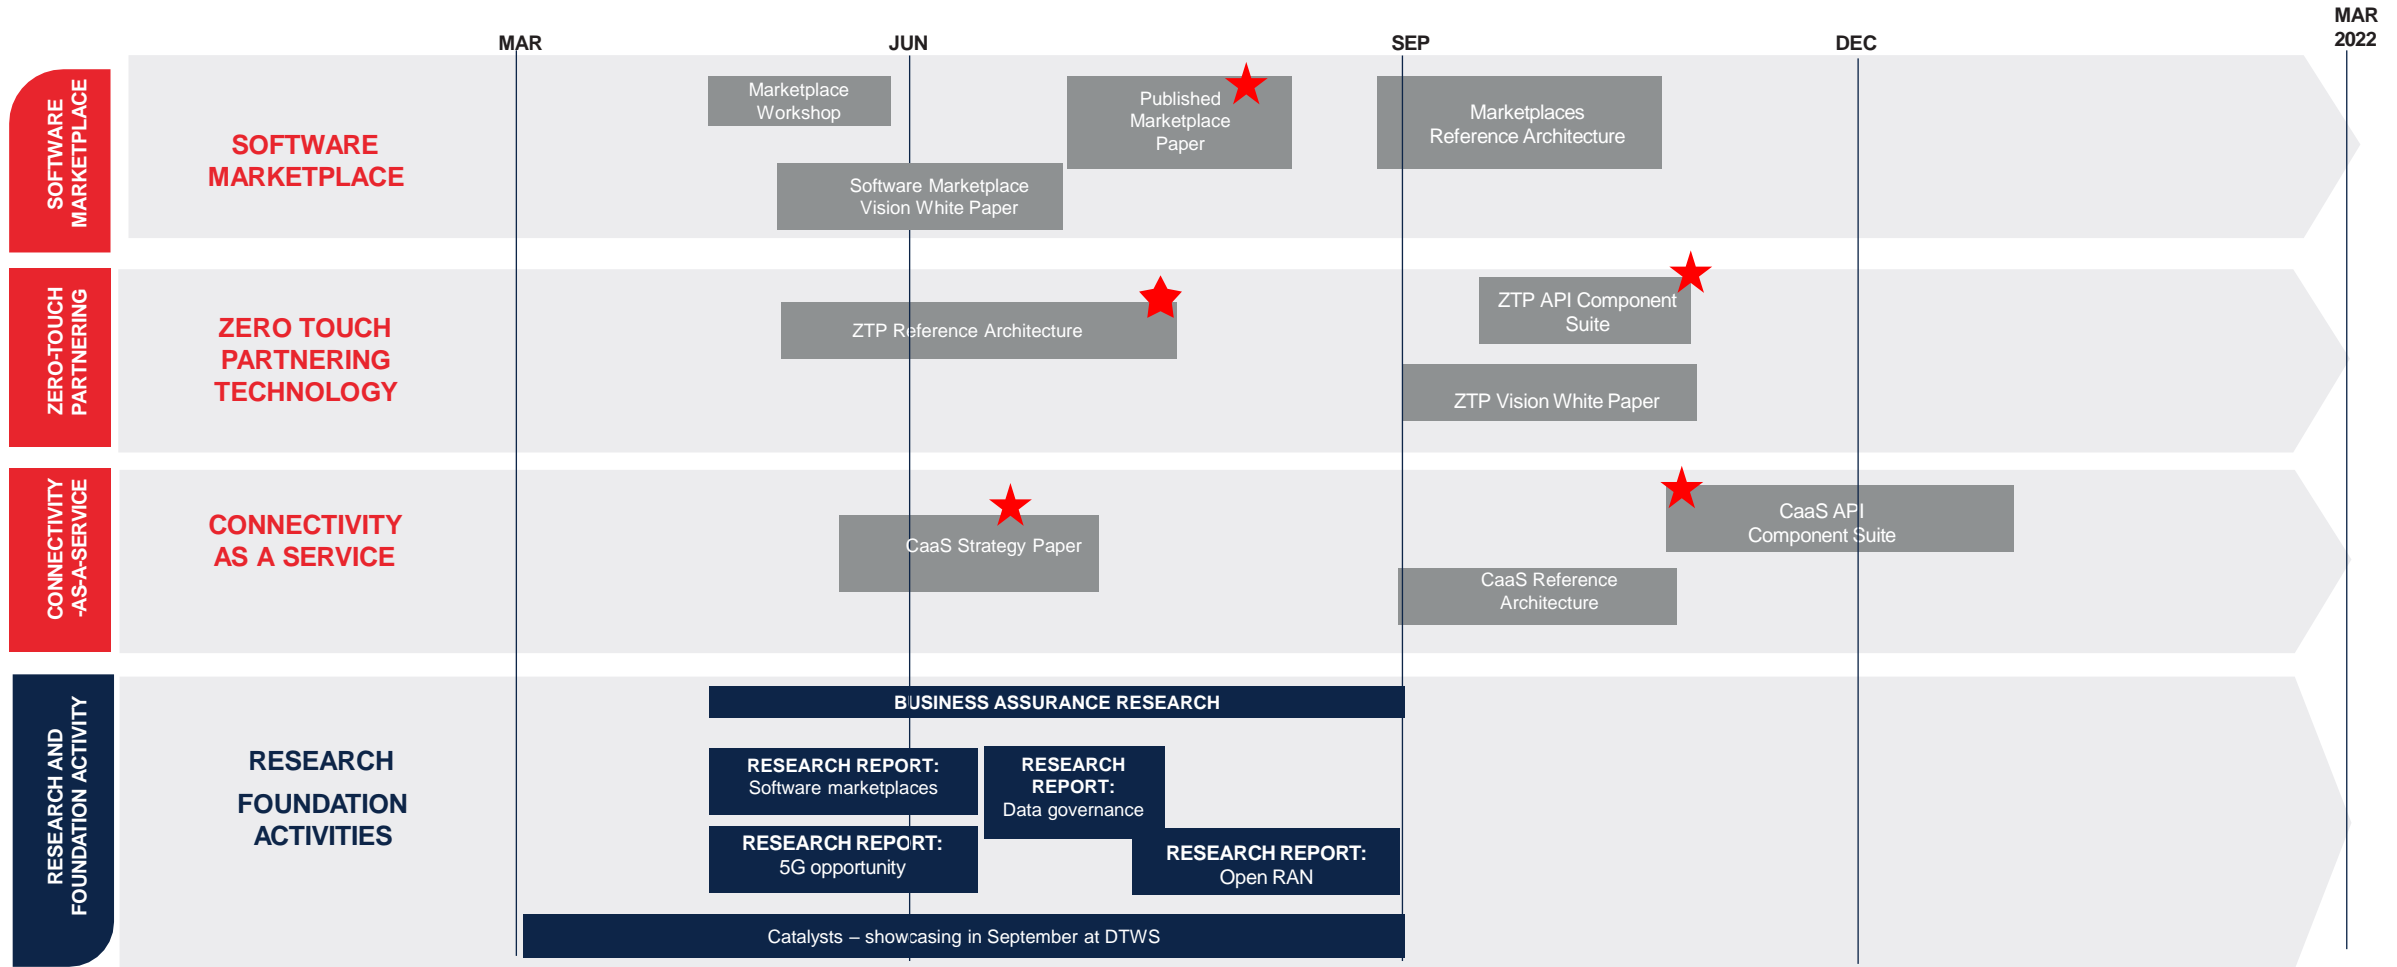 MAR
JUN
SEP
DEC
MAR
2022
SOFTWARE
MARKETPLACE
SOFTWARE
MARKETPLACE
Marketplace
Workshop
Software Marketplace
Vision White Paper
Published
Marketplace
Paper
Marketplaces
Reference Architecture
ZERO-TOUCH
PARTNERING
ZERO TOUCH
PARTNERING
TECHNOLOGY
ZTP Reference Architecture
ZTP API Component
Suite
ZTP Vision White Paper
CONNECTIVITY
-AS-A-SERVICE
CONNECTIVITY
AS A SERVICE
CaaS Strategy Paper
CaaS API
Component Suite
CaaS Reference
Architecture
RESEARCH AND
FOUNDATION ACTIVITY
RESEARCH
FOUNDATION
ACTIVITIES
BUSINESS ASSURANCE RESEARCH
RESEARCH REPORT:
Software marketplaces
RESEARCH
REPORT:
Data governance
RESEARCH REPORT:
5G opportunity
RESEARCH REPORT:
Open RAN
Catalysts – showcasing in September at DTWS